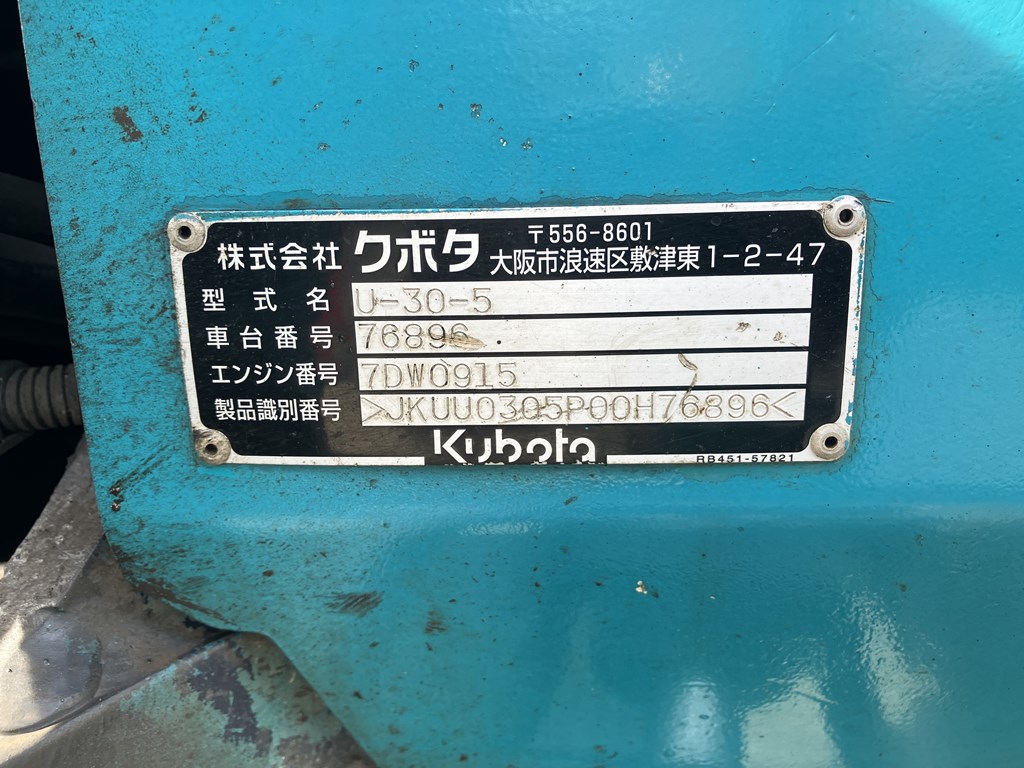 〒556-8601
株式会社 クボタ 大阪市浪速区敷津東1-2-47
型式名 U-30-5
車台番号 76896
エンジン番号 7DW0915
製品識別番号 >JKUU0305P00H76896<
Kubota
RB451-57821